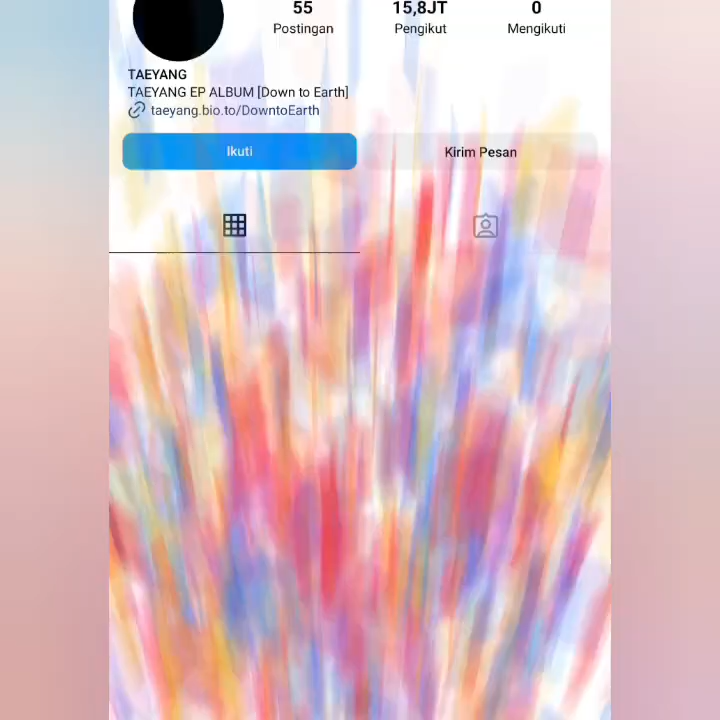 55 15,8JT 0
Postingan Pengikut Mengikuti
TAEYANG
TAEYANG EP ALBUM [Down to Earth]
taeyang.bio.to/DowntoEarth
Ikuti Kirim Pesan